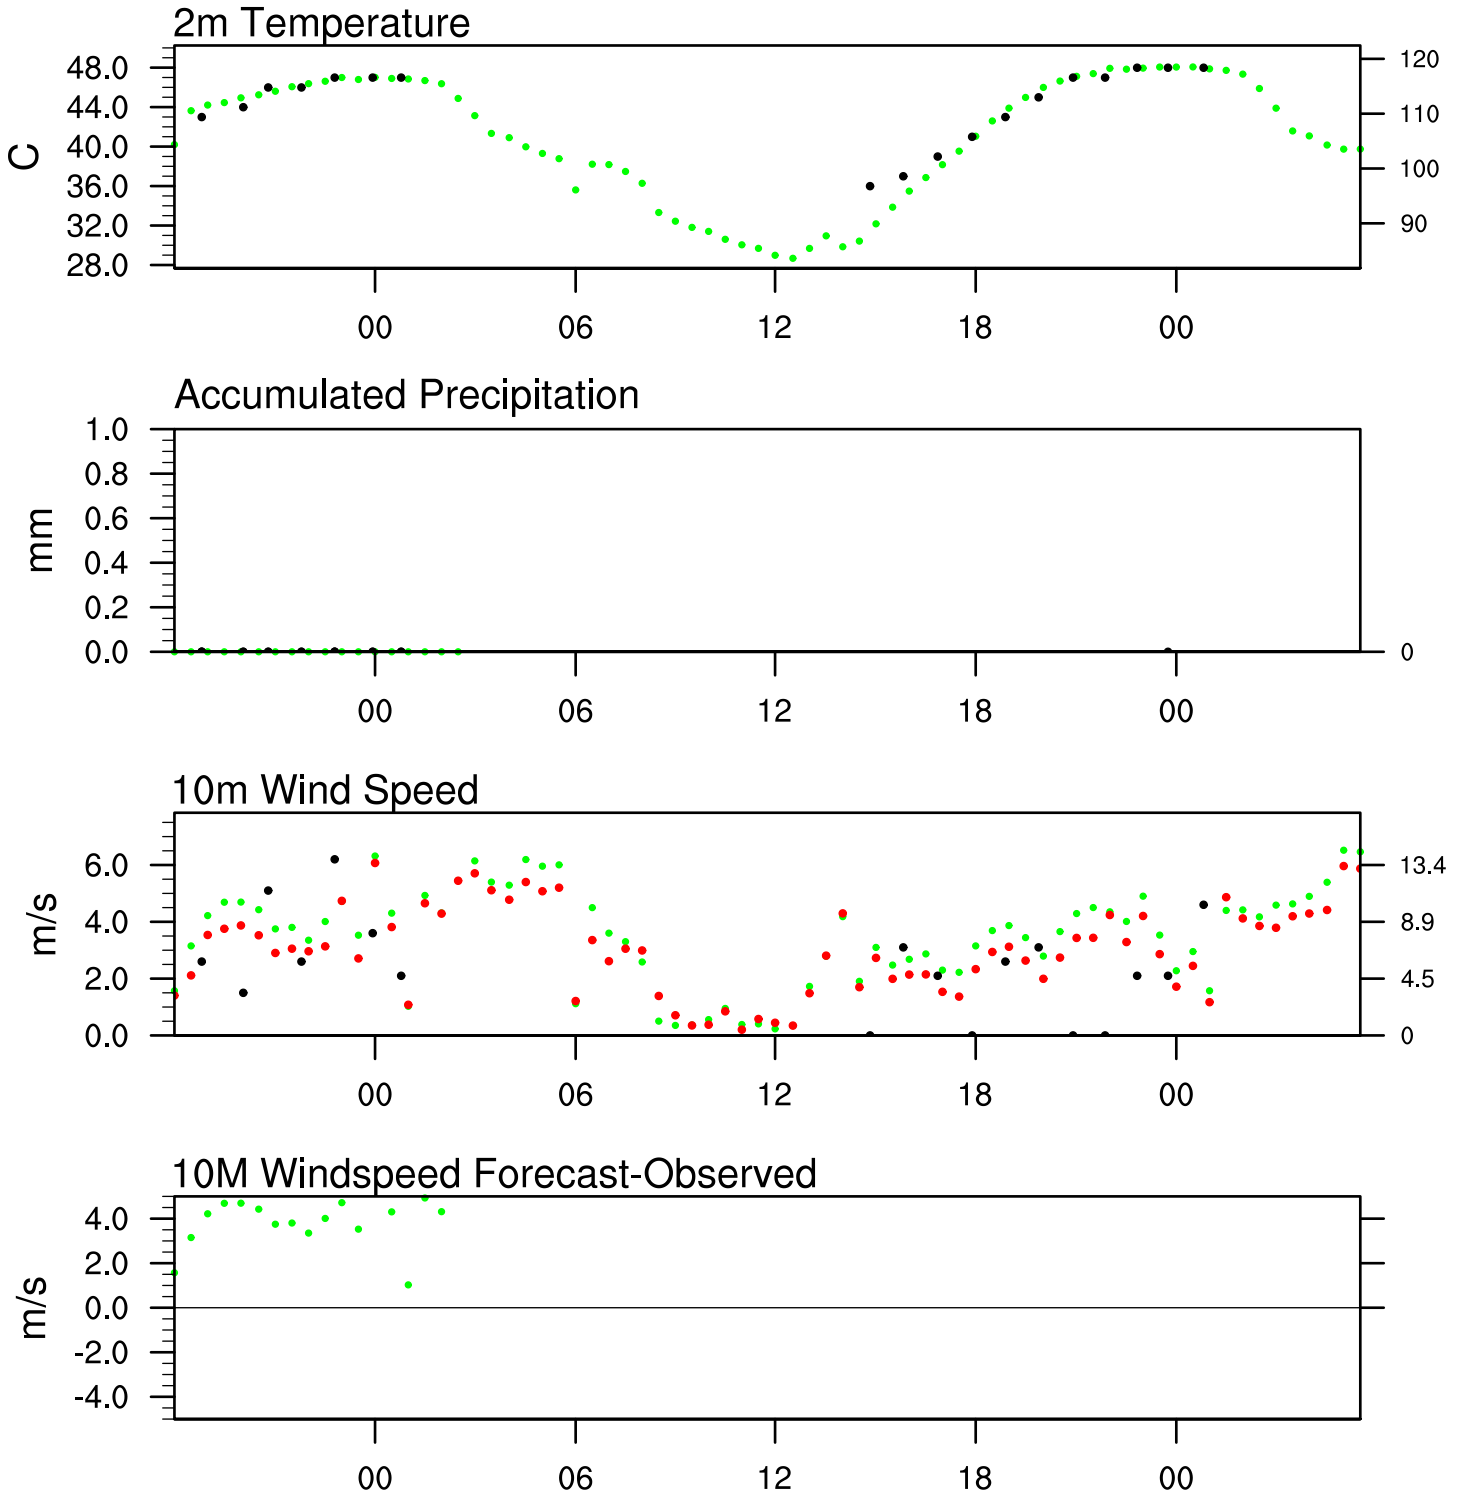 2m Temperature
48.0
44.0
40.0
36.0
32.0
28.0
C
120
110
100
90
00 06 12 18 00
Accumulated Precipitation
1.0
0.8
0.6
0.4
0.2
0.0
mm
0
00 06 12 18 00
10m Wind Speed
6.0
4.0
2.0
0.0
m/s
13.4
8.9
4.5
0
00 06 12 18 00
10M Windspeed Forecast-Observed
4.0
2.0
0.0
-2.0
-4.0
m/s
00 06 12 18 00